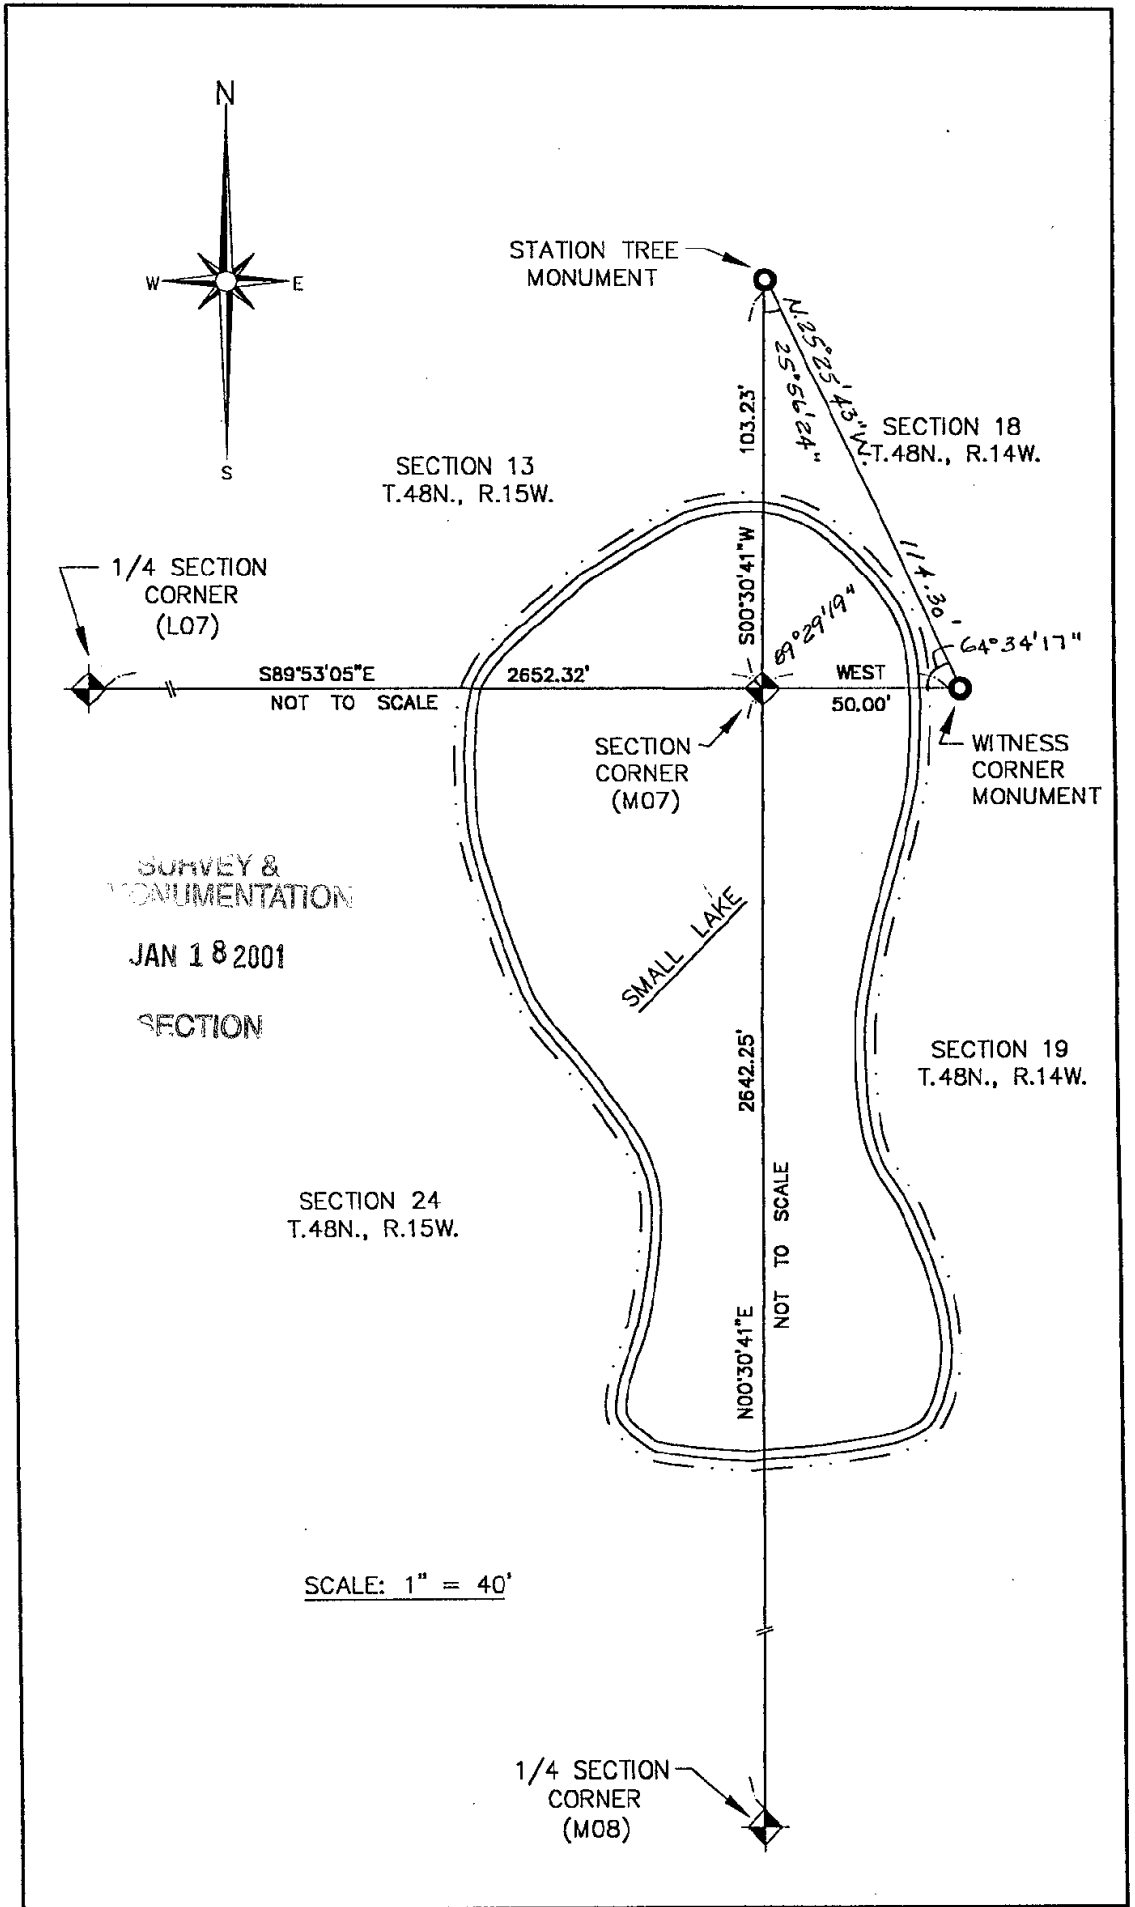 N
W
E
S
STATION TREE
MONUMENT
N.25°25'43"W.
25°56'24"
103.23'
SECTION 18
T.48N., R.14W.
SECTION 13
T.48N., R.15W.
1/4 SECTION
CORNER
(L07)
S00°30'41"W
114.30'
89°29'19"
64°34'17"
S89°53'05"E
2652.32'
NOT TO SCALE
WEST
50.00'
SECTION
CORNER
(M07)
WITNESS
CORNER
MONUMENT
SURVEY &
MONUMENTATION
JAN 18 2001
SECTION
SMALL LAKE
2642.25'
SECTION 19
T.48N., R.14W.
SECTION 24
T.48N., R.15W.
NOT TO SCALE
N00°30'41"E
SCALE: 1" = 40'
1/4 SECTION
CORNER
(M08)